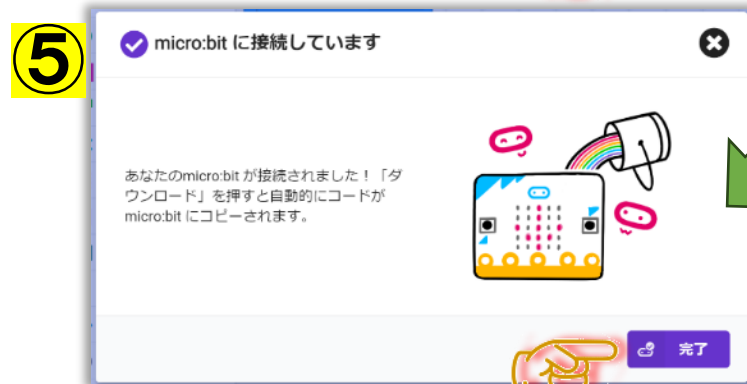 ⑤
micro:bit に接続しています
あなたのmicro:bit が接続されました！「ダ
ウンロード」を押すと自動的にコードが
micro:bit にコピーされます。
完了